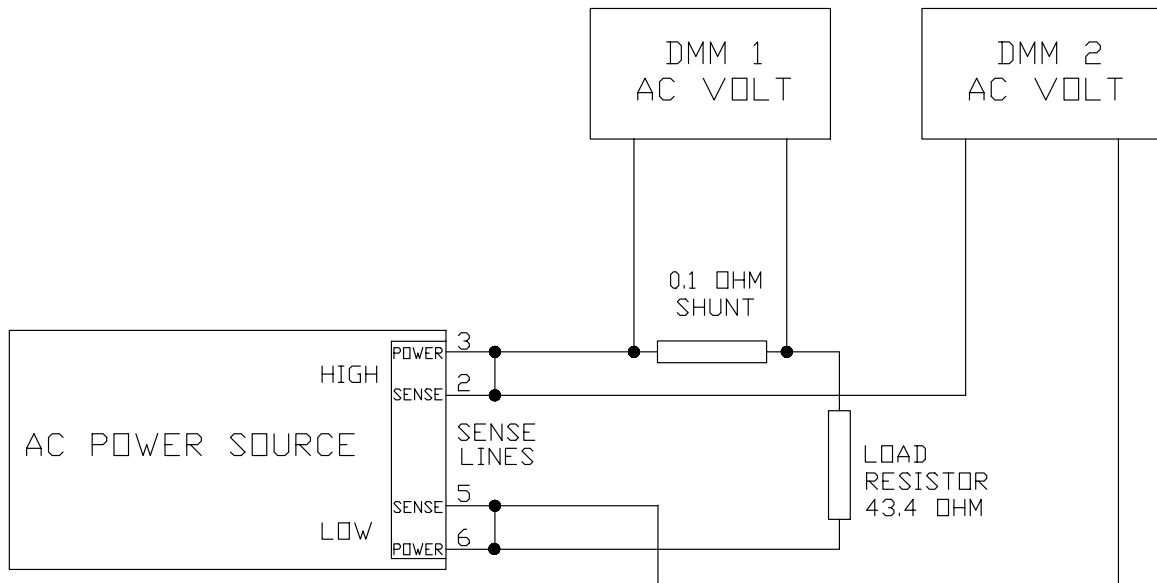 DMM 1
AC VOLT
DMM 2
AC VOLT
0.1 OHM
SHUNT
POWER
3
HIGH
SENSE
2
AC POWER SOURCE
SENSE
LINES
LOAD
RESISTOR
43.4 OHM
SENSE
5
LOW
POWER
6